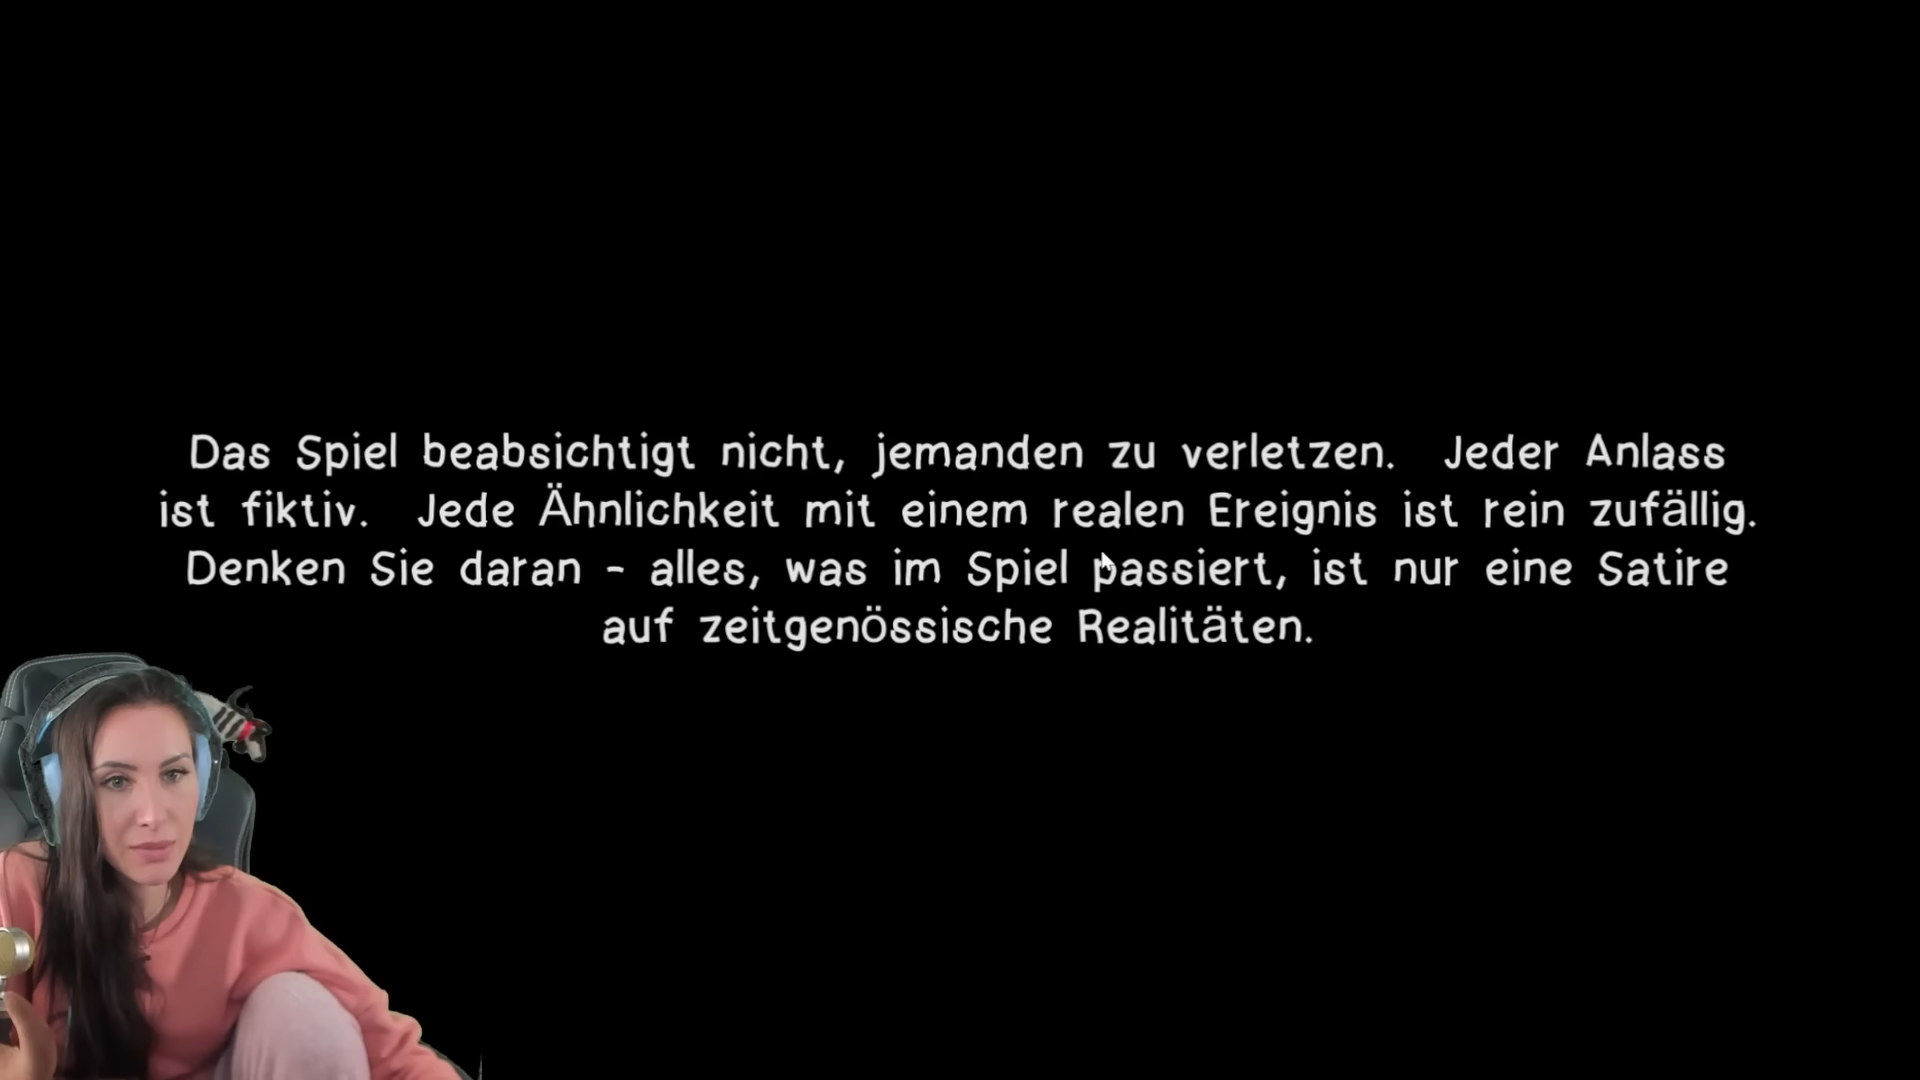 Das Spiel beabsichtigt nicht, jemanden zu verletzen. Jeder Anlass
ist fiktiv. Jede Ähnlichkeit mit einem realen Ereignis ist rein zufällig.
Denken Sie daran - alles, was im Spiel passiert, ist nur eine Satire
auf zeitgenössische Realitäten.